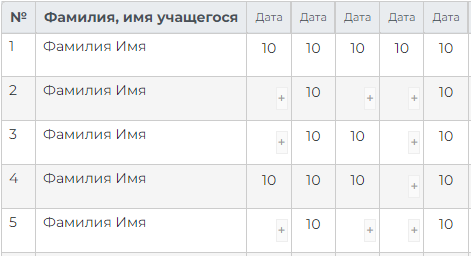 № Фамилия, имя учащегося Дата Дата Дата Дата Дата
1 Фамилия Имя 10 10 10 10 10
2 Фамилия Имя + 10 + + 10
3 Фамилия Имя + 10 10 + 10
4 Фамилия Имя 10 10 10 + 10
5 Фамилия Имя + 10 + + 10